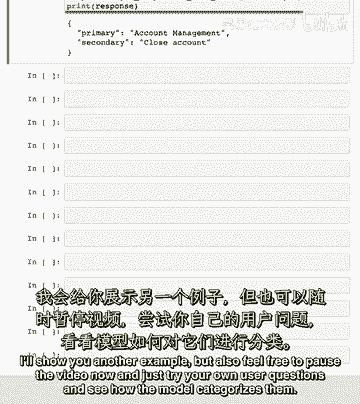 print(response)
{
"primary": "Account Management",
"secondary": "Close account"
}
In [ ]:
In [ ]:
In [ ]:
In [ ]:
In [ ]:
In [ ]:
In [ ]:
In [ ]:
In [ ]:
我会给你展示另一个例子，但也可以随
时暂停视频，尝试你自己的用户问题，
看看模型如何对它们进行分类。
I'll show you another example, but also feel free to pause
the video now and just try your own user questions
and see how the model categorizes them.